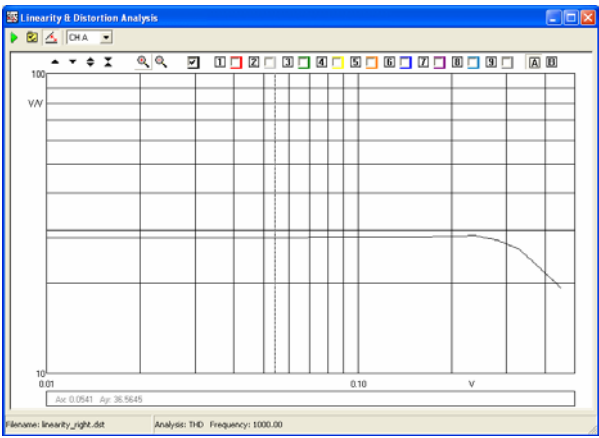 Linearity & Distortion Analysis
CH A
1 2 3 4 5 6 7 8 9 A B
100
V/V
10
0.01 0.10 V
Ax: 0.0541 Ay: 36.5645
Filename: linearity_right.dst Analysis: THD Frequency: 1000.00